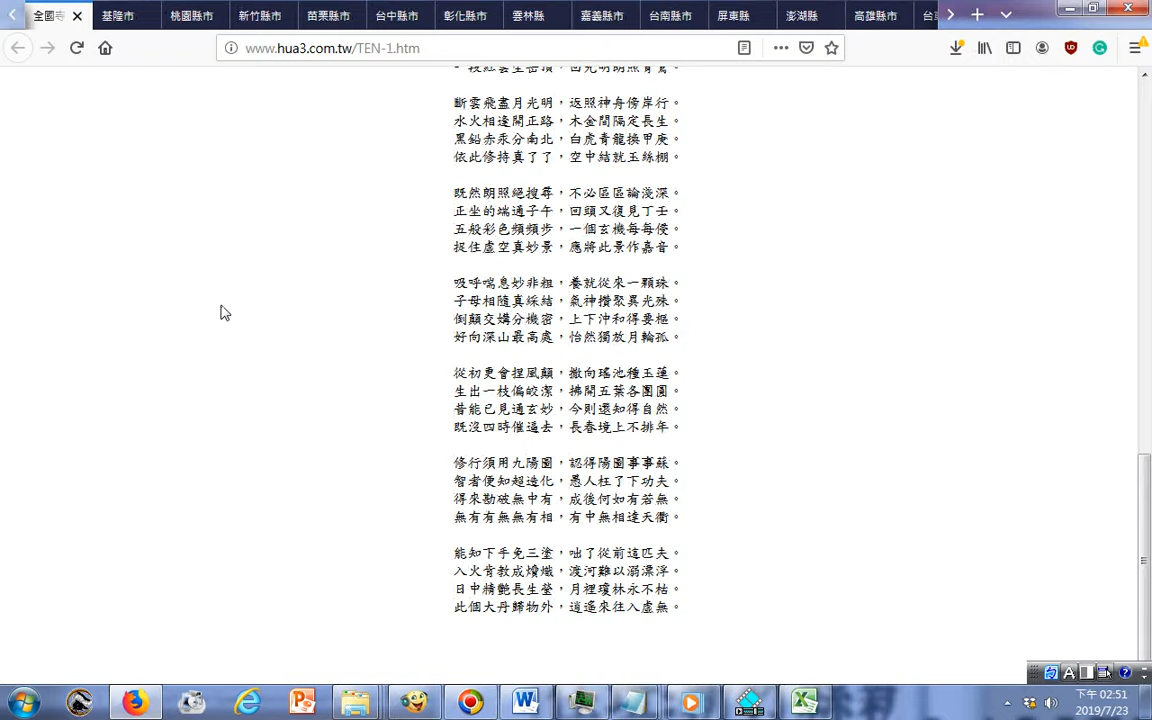 全國寺
基隆市
桃園縣市
新竹縣市
苗栗縣市
台中縣市
彰化縣市
雲林縣
嘉義縣市
台南縣市
屏東縣
澎湖縣
高雄縣市
www.hua3.com.tw/TEN-1.htm
斷雲飛盡月光明，返照神舟傍岸行。
水火相逢開正路，木金間隔定長生。
黑鉛赤汞分南北，白虎青龍換甲庚。
依此修持真了了，空中結就玉絲棚。
既然朗照絕搜尋，不必區區論淺深。
正坐的端通子午，回頭又復見丁壬。
五般彩色頻頻步，一個玄機每每侵。
捉住虛空真妙景，應將此景作嘉音。
吸呼喘息妙非粗，養就從來一顆珠。
子母相隨真綵結，氣神攢聚異光殊。
倒顛交媾分機密，上下沖和得要樞。
好向深山最高處，怡然獨放月輪孤。
從初更會捏風顛，撒向瑤池種玉蓮。
生出一枝偏皎潔，拂開五葉各團圓。
昔能已見通玄妙，今則還知得自然。
既沒四時催逼去，長春境上不排年。
修行須用九陽圖，認得陽圖事事蘇。
智者便知超造化，愚人枉了下功夫。
得來勘破無中有，成後何如有若無。
無有有無無有相，有中無相達天衢。
能知下手免三塗，咄了從前這匹夫。
入火肯教成爍熾，渡河難以溺漂浮。
日中精艷長生瑩，月裡瓊林永不枯。
此個大丹歸物外，逍遙來往入虛無。
下午 02:51
2019/7/23